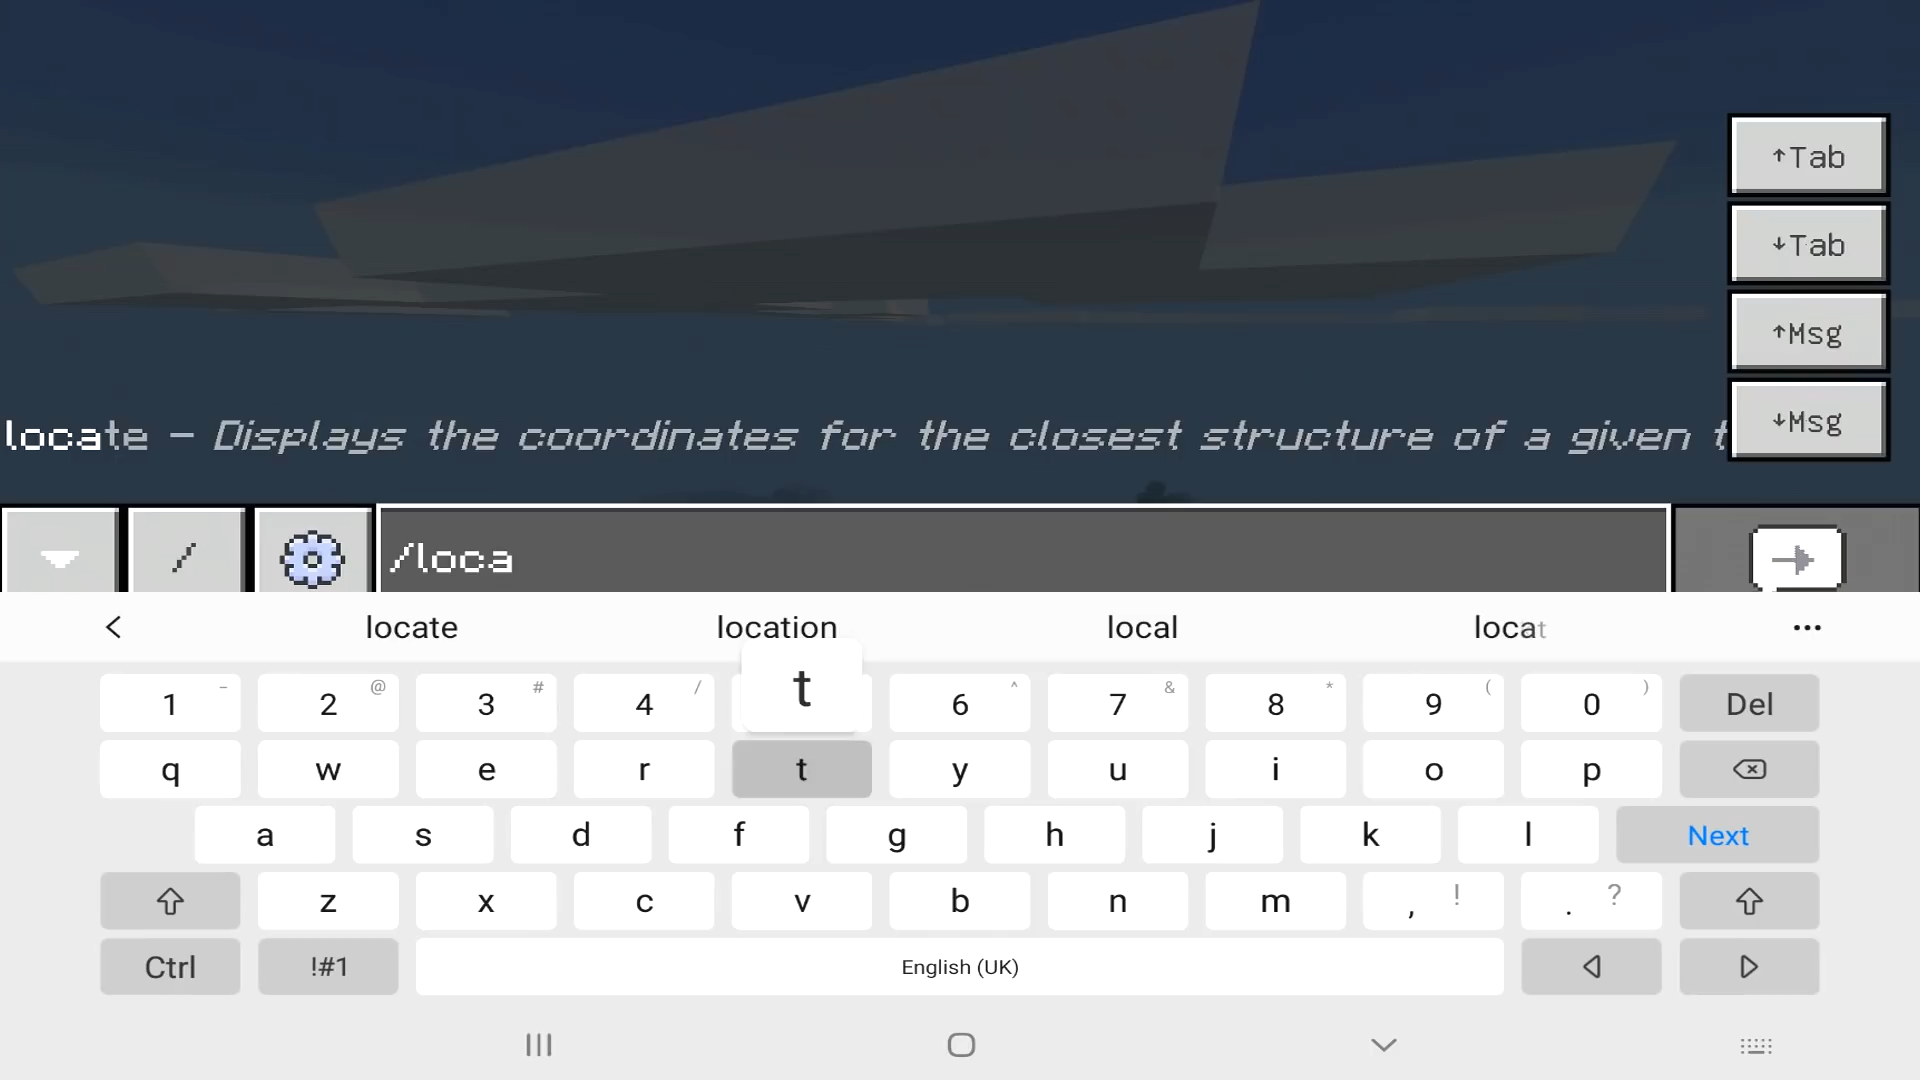 ↑Tab
↓Tab
↑Msg
↓Msg
locate - Displays the coordinates for the closest structure of a given t
/
/loca
locate location local locat
t
1 - 2 @ 3 # 4 / 6 ^ 7 & 8 * 9 ( 0 ) Del
q w e r t y u i o p
a s d f g h j k l Next
z x c v b n m , ! . ?
Ctrl !#1 English (UK)